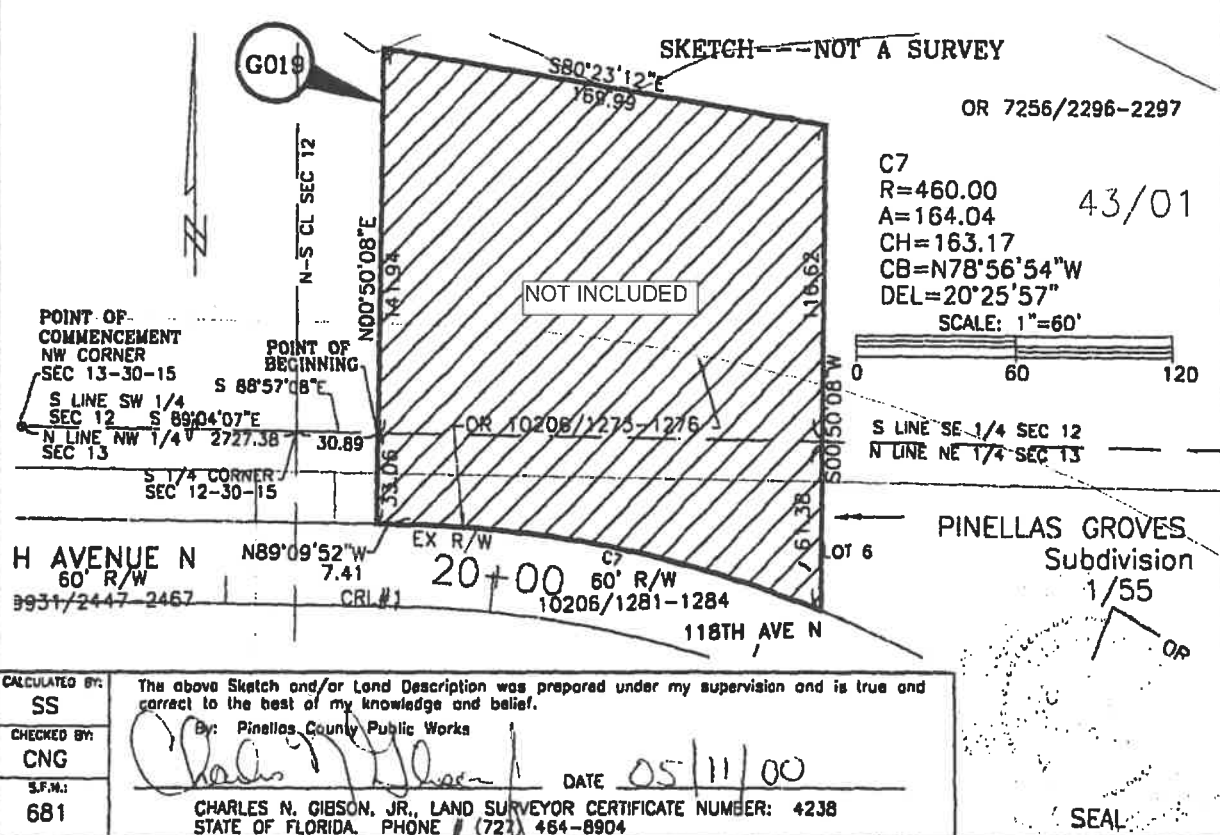 G019
SKETCH---NOT A SURVEY
S80°23'12"E
169.99
OR 7256/2296-2297
C7
R=460.00
A=164.04
CH=163.17
CB=N78°56'54"W
DEL=20°25'57"
43/01
SCALE: 1"=60'
0 60 120
N
N-S CL SEC 12
N00°50'08"E
141.94
116.62
NOT INCLUDED
POINT OF
COMMENCEMENT
NW CORNER
SEC 13-30-15
POINT OF
BEGINNING
S 88°57'08"E
S LINE SW 1/4
SEC 12 S 89°04'07"E
N LINE NW 1/4 2727.38
SEC 13
30.89
OR 10206/1273-1276
S00°50'08"W
S LINE SE 1/4 SEC 12
N LINE NE 1/4 SEC 13
S 1/4 CORNER
SEC 12-30-15
33.06
61.38
LOT 6
PINELLAS GROVES
Subdivision
1/55
H AVENUE N
60' R/W
9931/2447-2467
N89°09'52"W
7.41
CRL#1
EX R/W
20+00
C7
60' R/W
10206/1281-1284
118TH AVE N
OR
CALCULATED BY:
SS
CHECKED BY:
CNG
S.F.N.:
681
The above Sketch and/or Land Description was prepared under my supervision and is true and
correct to the best of my knowledge and belief.
By: Pinellas County Public Works
DATE 05/11/00
CHARLES N. GIBSON, JR., LAND SURVEYOR CERTIFICATE NUMBER: 4238
STATE OF FLORIDA. PHONE # (727) 464-8904
SEAL